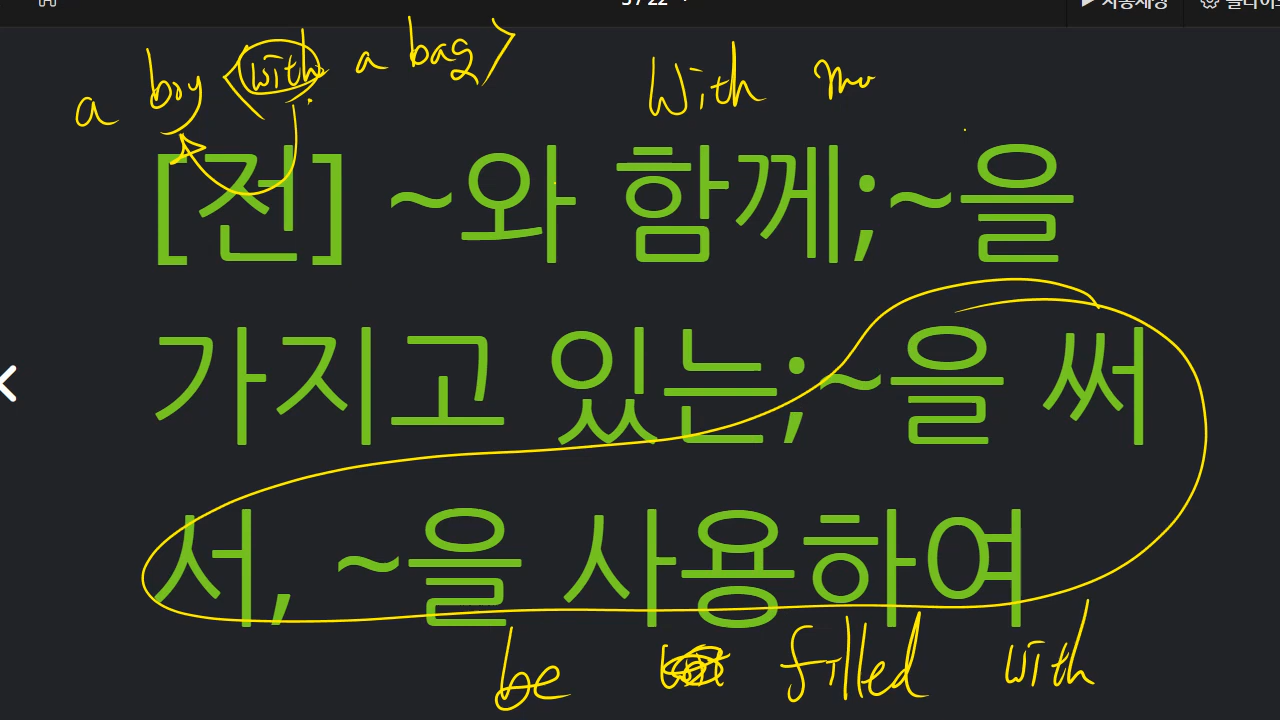 a boy <with a bag>
With
[전] ~와 함께;~을
가지고 있는;~을 써
서, ~을 사용하여
be filled with